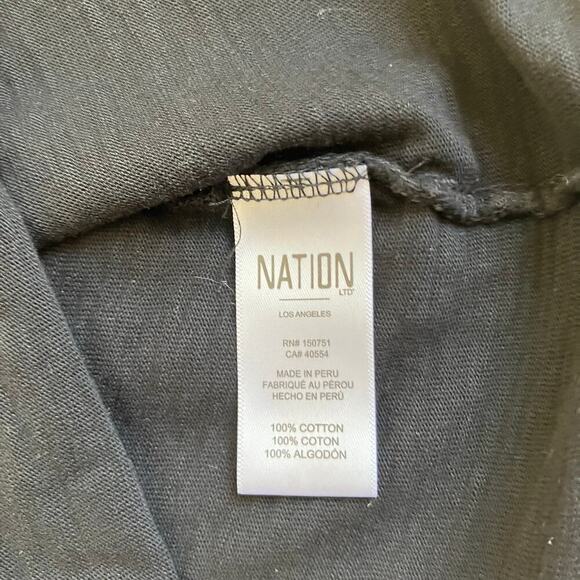 NATION
LTD
LOS ANGELES
RN# 150751
CA# 40554
MADE IN PERU
FABRIQUÉ AU PÉROU
HECHO EN PERÚ
100% COTTON
100% COTON
100% ALGODÓN